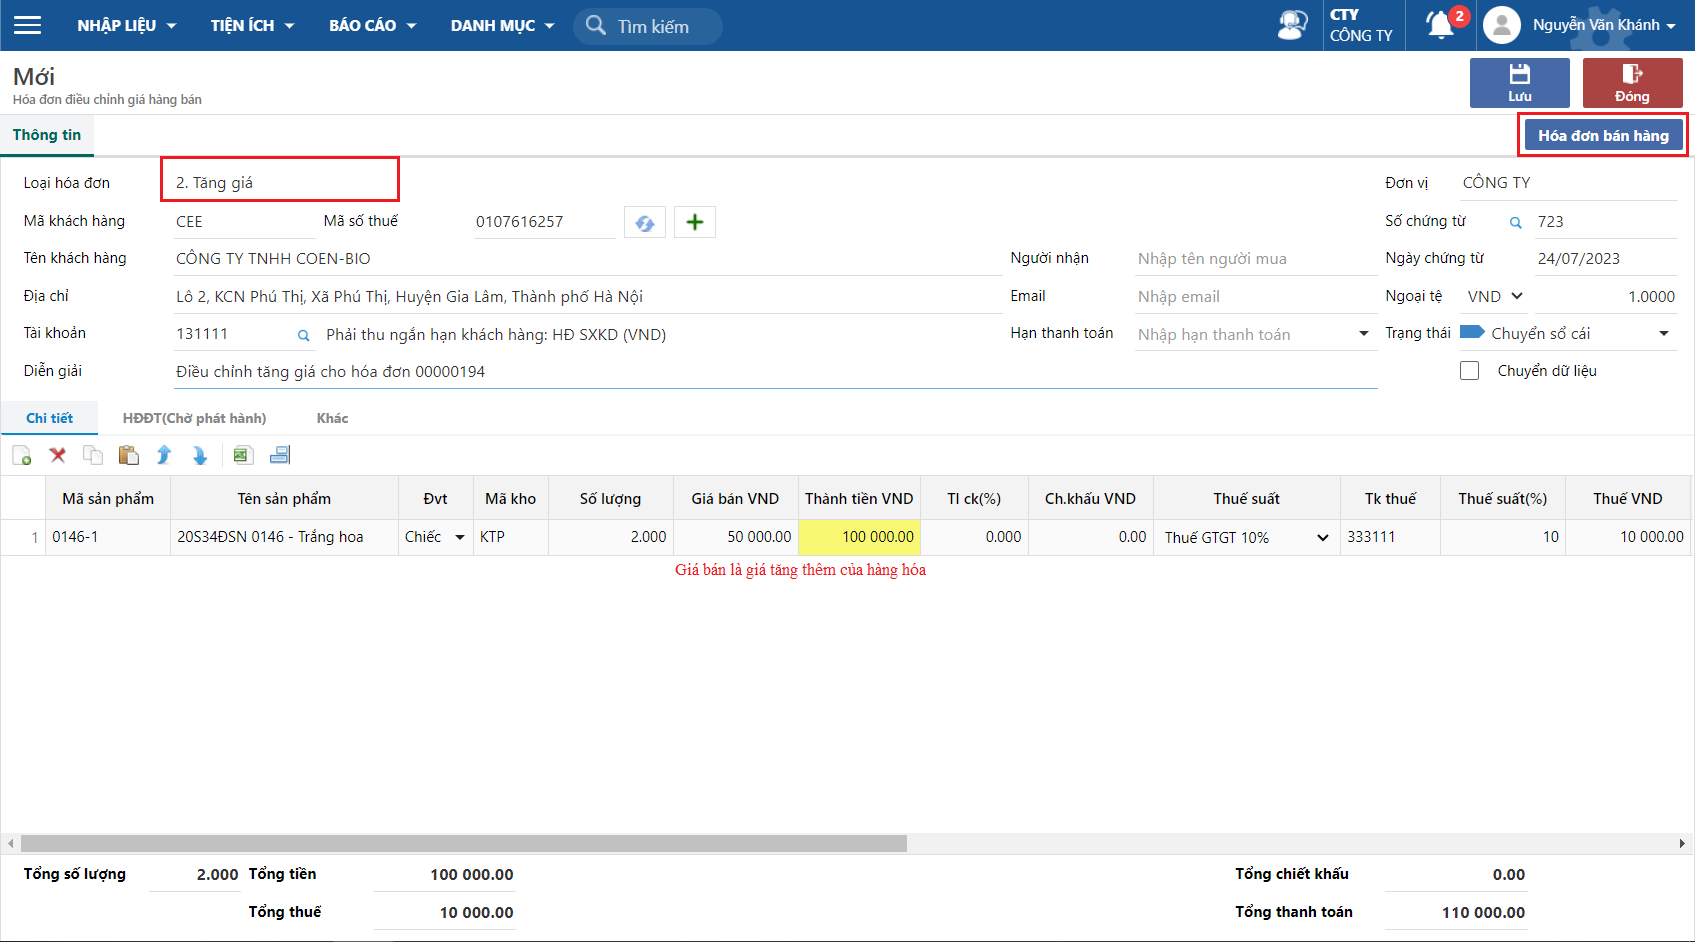 NHẬP LIỆU TIỆN ÍCH BÁO CÁO DANH MỤC Tìm kiếm CTY CÔNG TY 2 Nguyễn Văn Khánh
Mới
Hóa đơn điều chỉnh giá hàng bán
Lưu Đóng
Thông tin Hóa đơn bán hàng
Loại hóa đơn 2. Tăng giá Đơn vị CÔNG TY
Mã khách hàng CEE Mã số thuế 0107616257 Số chứng từ 723
Tên khách hàng CÔNG TY TNHH COEN-BIO Người nhận Nhập tên người mua Ngày chứng từ 24/07/2023
Địa chỉ Lô 2, KCN Phú Thị, Xã Phú Thị, Huyện Gia Lâm, Thành phố Hà Nội Email Nhập email Ngoại tệ VND 1.0000
Tài khoản 131111 Phải thu ngắn hạn khách hàng: HĐ SXKD (VND) Hạn thanh toán Nhập hạn thanh toán Trạng thái Chuyển sổ cái
Diễn giải Điều chỉnh tăng giá cho hóa đơn 00000194 Chuyển dữ liệu
Chi tiết HĐĐT(Chờ phát hành) Khác
Mã sản phẩm Tên sản phẩm Đvt Mã kho Số lượng Giá bán VND Thành tiền VND Tl ck(%) Ch.khấu VND Thuế suất Tk thuế Thuế suất(%) Thuế VND
1 0146-1 20S34ĐSN 0146 - Trắng hoa Chiếc KTP 2.000 50 000.00 100 000.00 0.000 0.00 Thuế GTGT 10% 333111 10 10 000.00
Giá bán là giá tăng thêm của hàng hóa
Tổng số lượng 2.000 Tổng tiền 100 000.00 Tổng chiết khấu 0.00
Tổng thuế 10 000.00 Tổng thanh toán 110 000.00